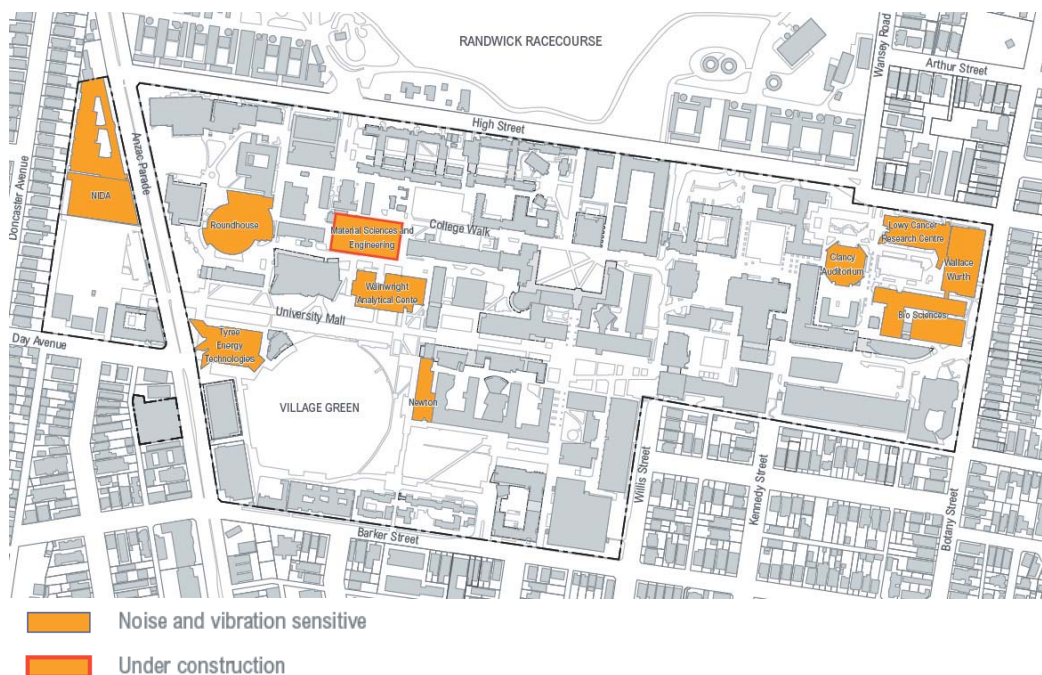 RANDWICK RACECOURSE
Wansey Road
Arthur Street
High Street
Anzac Parade
Doncaster Avenue
NIDA
Roundhouse
Material Sciences and
Engineering
College Walk
Lowy Cancer
Research Centre
Clancy
Auditorium
Wallace
Wurth
Wainwright
Analytical Cente
Bio Sciences
University Mall
Tyree
Energy
Technologies
Day Avenue
VILLAGE GREEN
Newton
Willis Street
Kennedy Street
Botany Street
Barker Street
Noise and vibration sensitive
Under construction